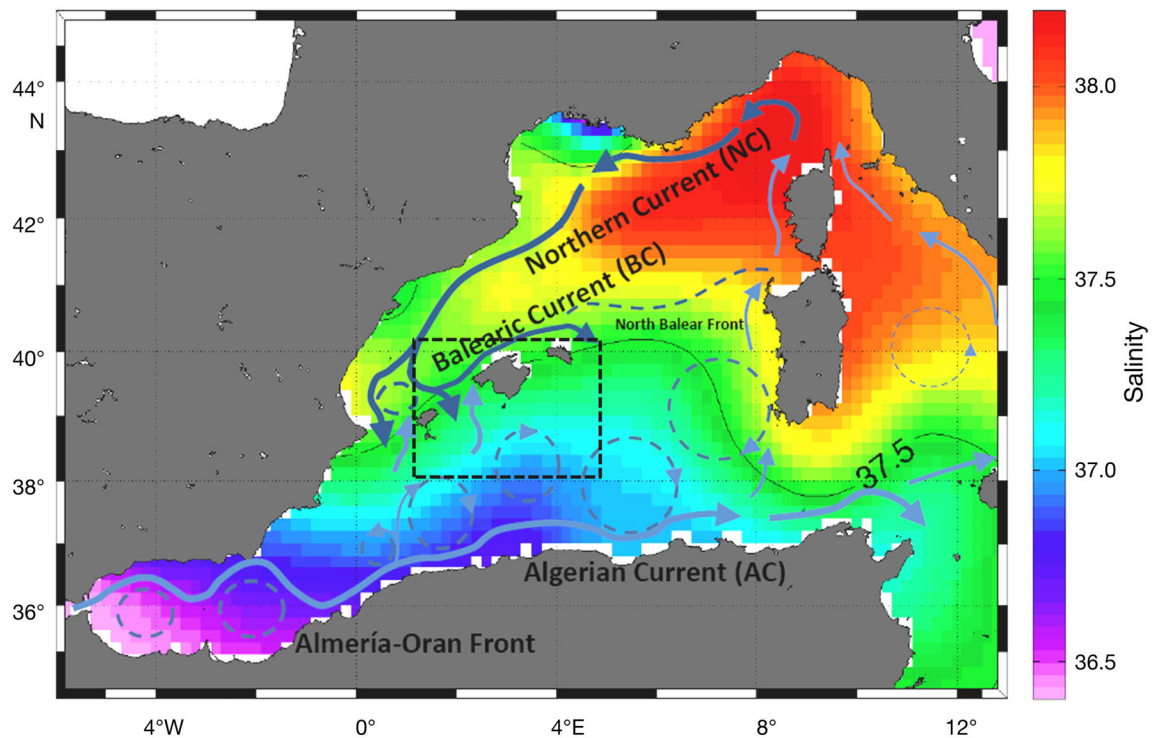 44°
N
42°
40°
38°
36°
4°W
0°
4°E
8°
12°
Northern Current (NC)
Balearic Current (BC)
North Balear Front
37.5
Algerian Current (AC)
Almería-Oran Front
38.0
37.5
37.0
36.5
Salinity